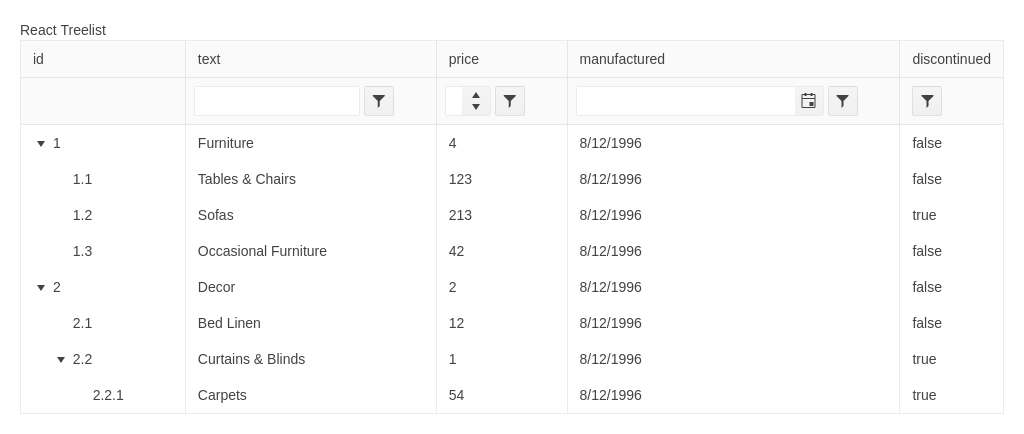 React Treelist
id text price manufactured discontinued
1 Furniture 4 8/12/1996 false
1.1 Tables & Chairs 123 8/12/1996 false
1.2 Sofas 213 8/12/1996 true
1.3 Occasional Furniture 42 8/12/1996 false
2 Decor 2 8/12/1996 false
2.1 Bed Linen 12 8/12/1996 false
2.2 Curtains & Blinds 1 8/12/1996 true
2.2.1 Carpets 54 8/12/1996 true